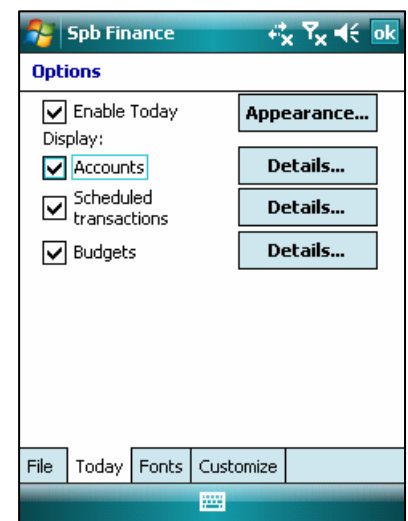 Spb Finance ok
Options
Enable Today Appearance...
Display:
Accounts Details...
Scheduled
transactions Details...
Budgets Details...
File Today Fonts Customize